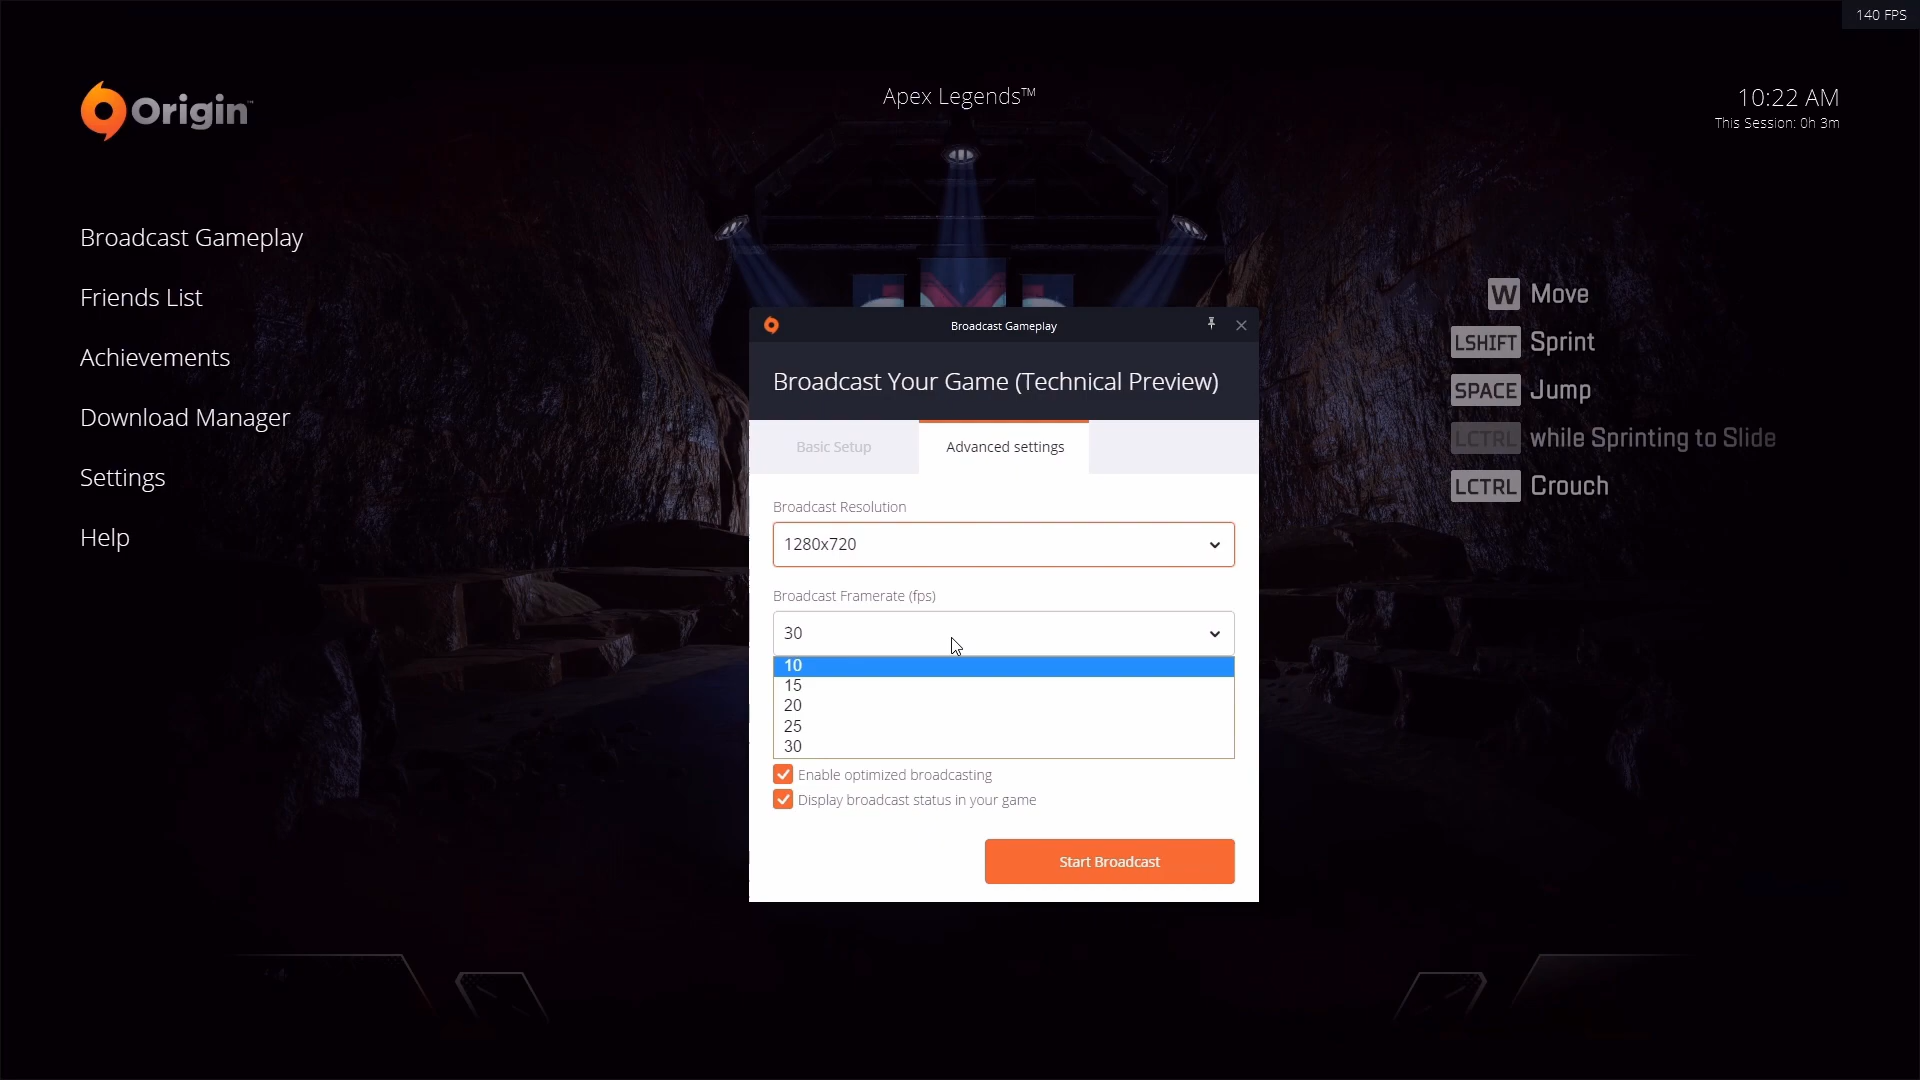 140 FPS
Origin
Apex Legends™
10:22 AM
This Session: 0h 3m
Broadcast Gameplay
Friends List
Achievements
Download Manager
Settings
Help
W Move
LSHIFT Sprint
SPACE Jump
LCTRL while Sprinting to Slide
LCTRL Crouch
Broadcast Gameplay
Broadcast Your Game (Technical Preview)
Basic Setup
Advanced settings
Broadcast Resolution
1280x720
Broadcast Framerate (fps)
30
10
15
20
25
30
Enable optimized broadcasting
Display broadcast status in your game
Start Broadcast